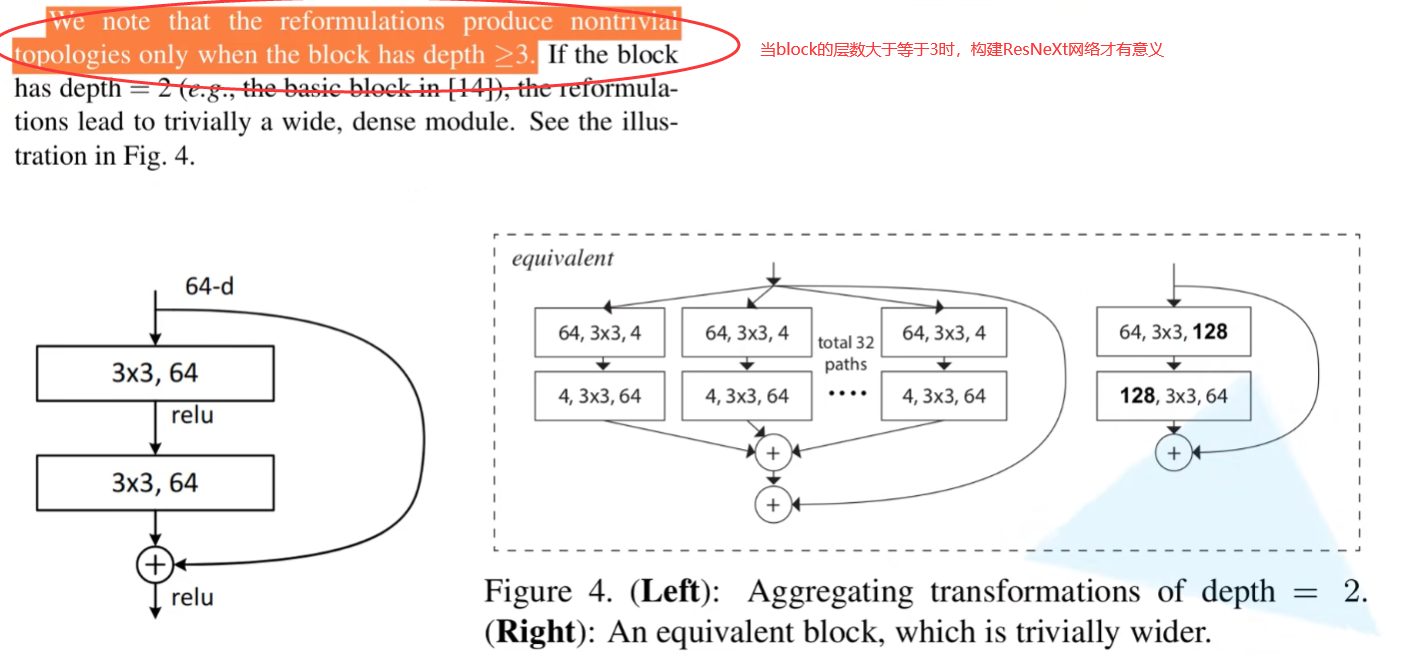 We note that the reformulations produce nontrivial
topologies only when the block has depth ≥3. If the block
has depth = 2 (e.g., the basic block in [14]), the reformula-
tions lead to trivially a wide, dense module. See the illus-
tration in Fig. 4.
当block的层数大于等于3时，构建ResNeXt网络才有意义
64-d
3x3, 64
relu
3x3, 64
+
relu
equivalent
64, 3x3, 4
64, 3x3, 4
total 32
paths
....
64, 3x3, 4
4, 3x3, 64
4, 3x3, 64
4, 3x3, 64
+
+
64, 3x3, 128
128, 3x3, 64
+
Figure 4. (Left): Aggregating transformations of depth = 2.
(Right): An equivalent block, which is trivially wider.